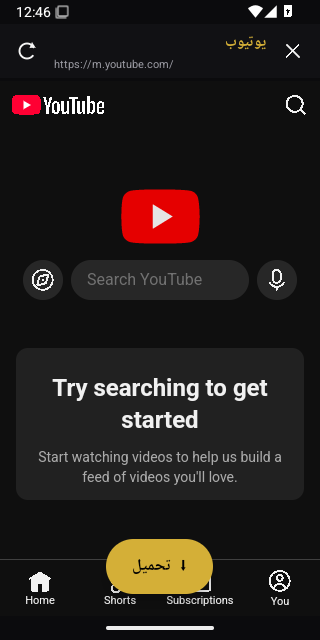 12:46
يوتيوب
https://m.youtube.com/
YouTube
Search YouTube
Try searching to get
started
Start watching videos to help us build a
feed of videos you'll love.
تحميل ⬇
Home
Shorts
Subscriptions
You